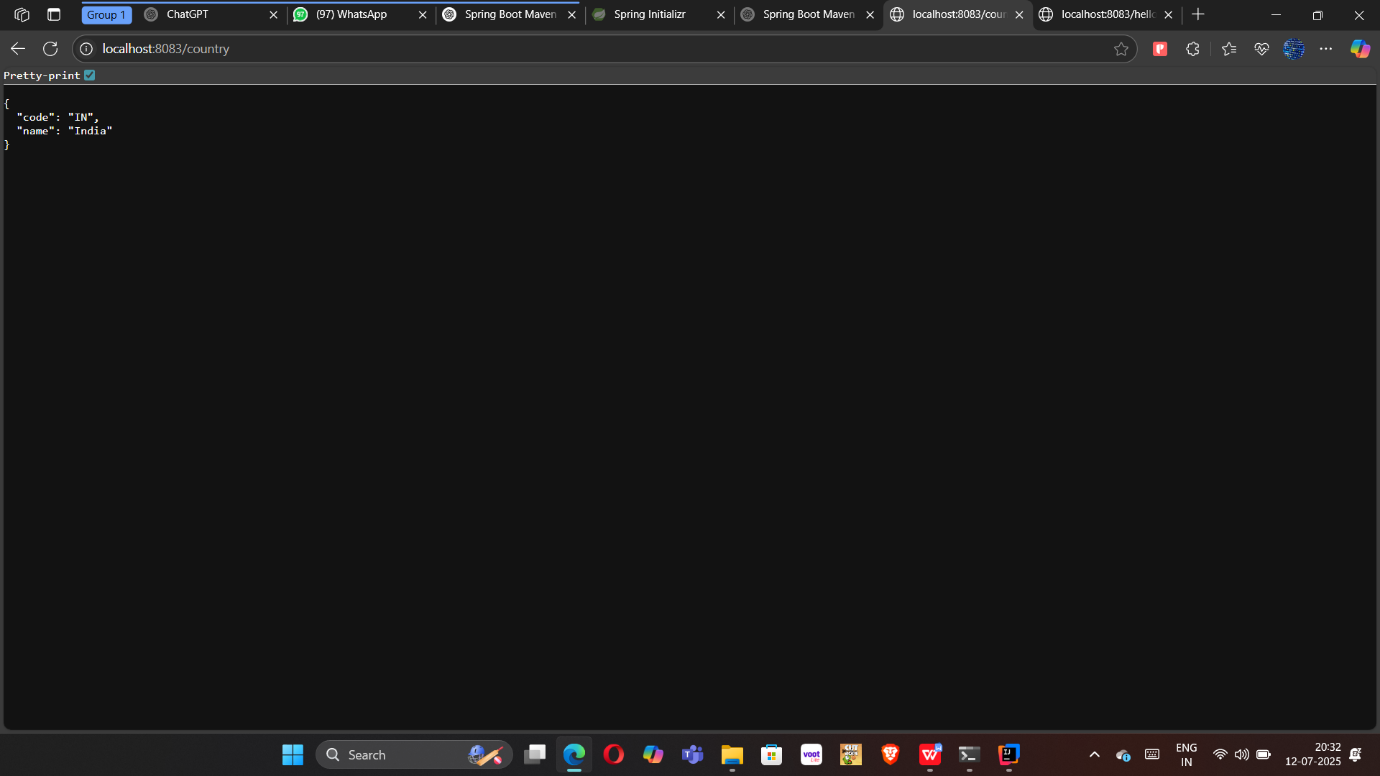 Group 1
ChatGPT
(97) WhatsApp
Spring Boot Maven
Spring Initializr
Spring Boot Maven
localhost:8083/coun
localhost:8083/hello
localhost:8083/country
Pretty-print
{
"code": "IN",
"name": "India"
}
Search
voot
ENG
IN
20:32
12-07-2025